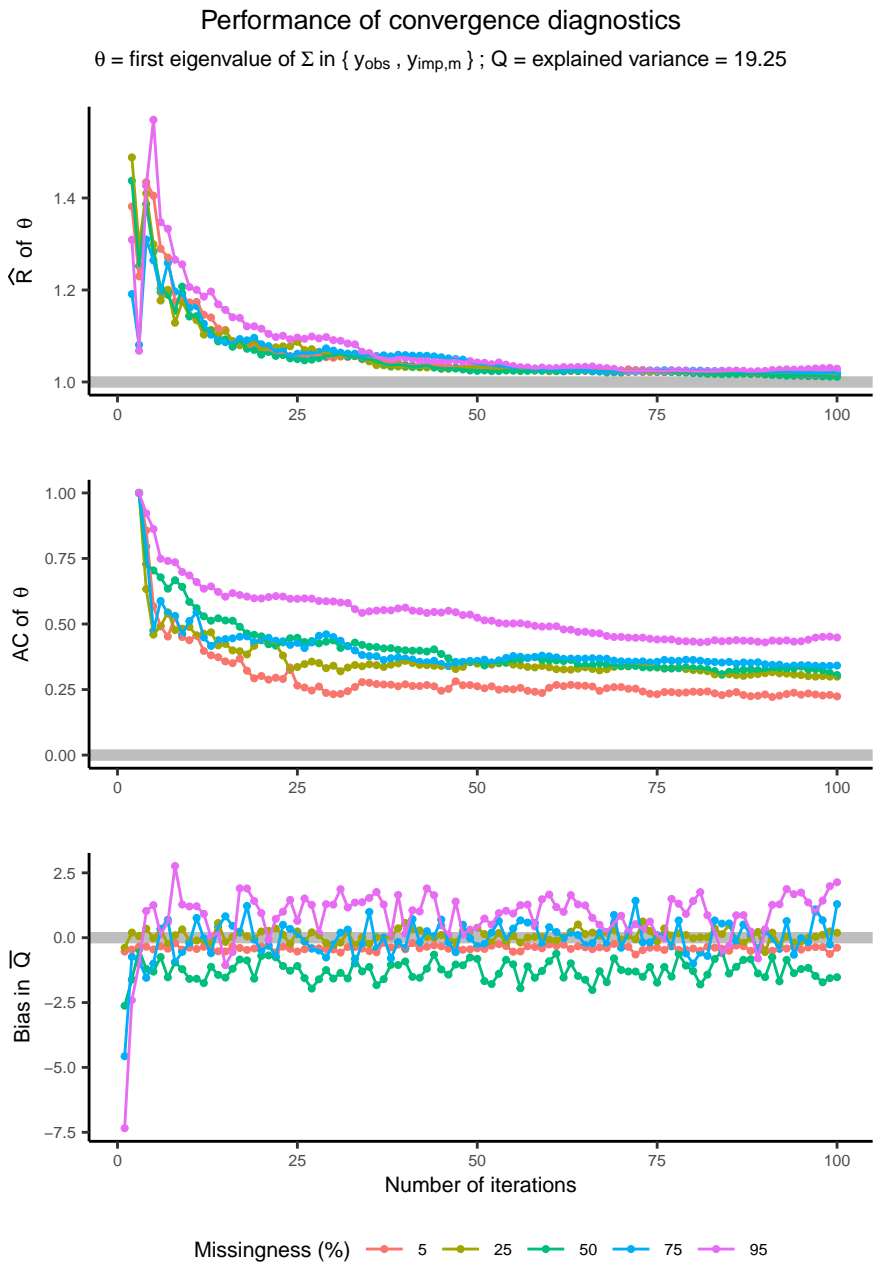 Performance of convergence diagnostics
θ = first eigenvalue of Σ in { y_obs , y_imp,m } ; Q = explained variance = 19.25
R̂ of θ
1.4
1.2
1.0
0 25 50 75 100
AC of θ
1.00
0.75
0.50
0.25
0.00
0 25 50 75 100
Bias in Q̅
2.5
0.0
−2.5
−5.0
−7.5
0 25 50 75 100
Number of iterations
Missingness (%) 5 25 50 75 95